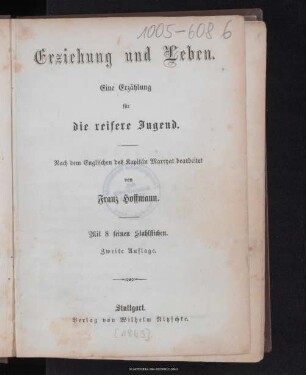 1005-608 6
Erziehung und Leben.
Eine Erzählung
für
die reifere Jugend.
Nach dem Englischen des Kapitän Marryat bearbeitet
von
Franz Hoffmann.
Mit 8 feinen Stahlstichen.
Zweite Auflage.
Stuttgart.
Verlag von Wilhelm Nitzschke.
[1863]